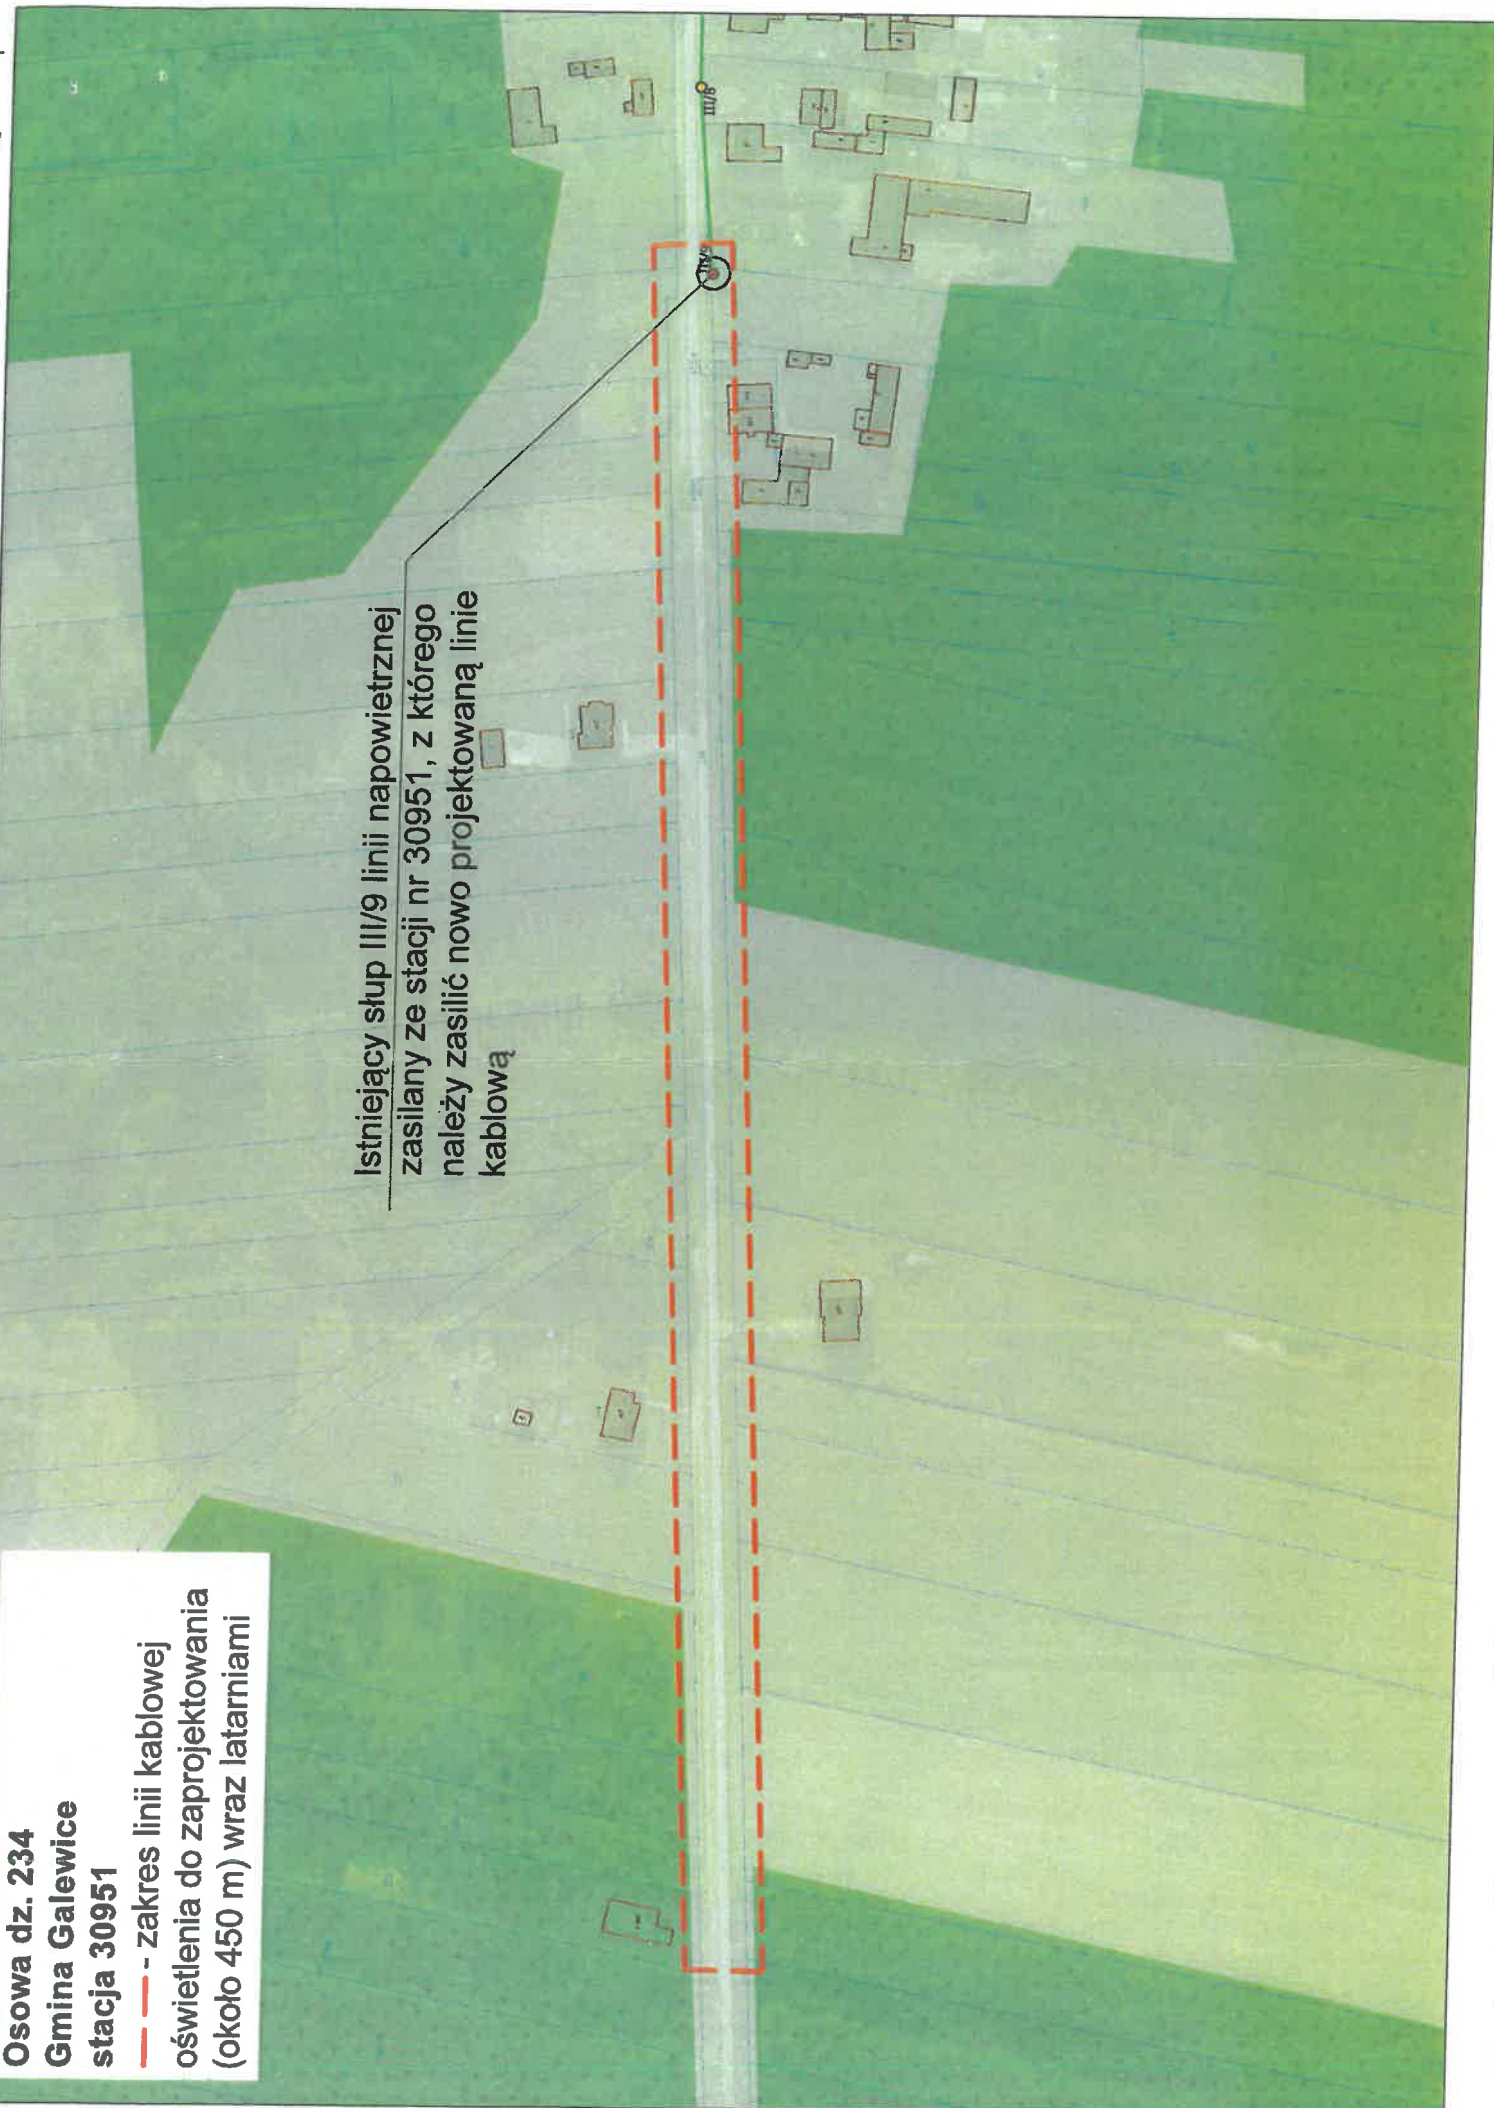 Osowa dz. 234
Gmina Galewice
stacja 30951
- zakres linii kablowej
oświetlenia do zaprojektowania
(około 450 m) wraz latarniami
Istniejący słup III/9 linii napowietrznej
zasilany ze stacji nr 30951, z którego
należy zasilić nowo projektowaną linie
kablową
III/9
III/8